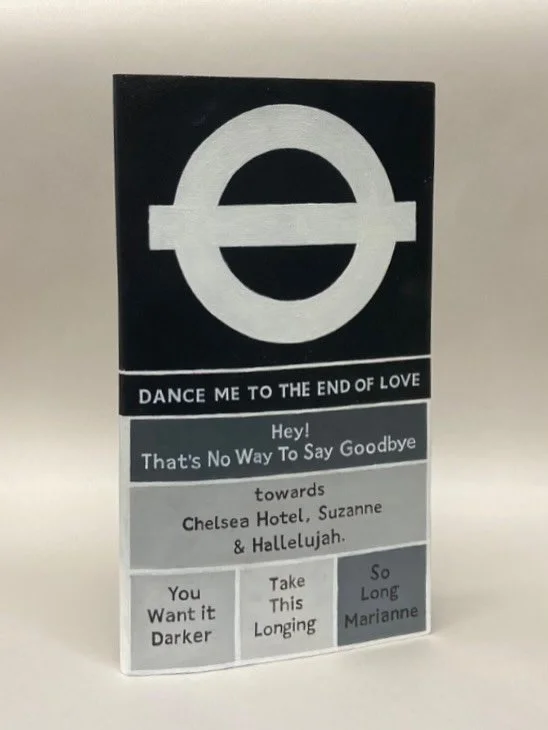 DANCE ME TO THE END OF LOVE
Hey!
That's No Way To Say Goodbye
towards
Chelsea Hotel, Suzanne
& Hallelujah.
You
Want it
Darker
Take
This
Longing
So
Long
Marianne